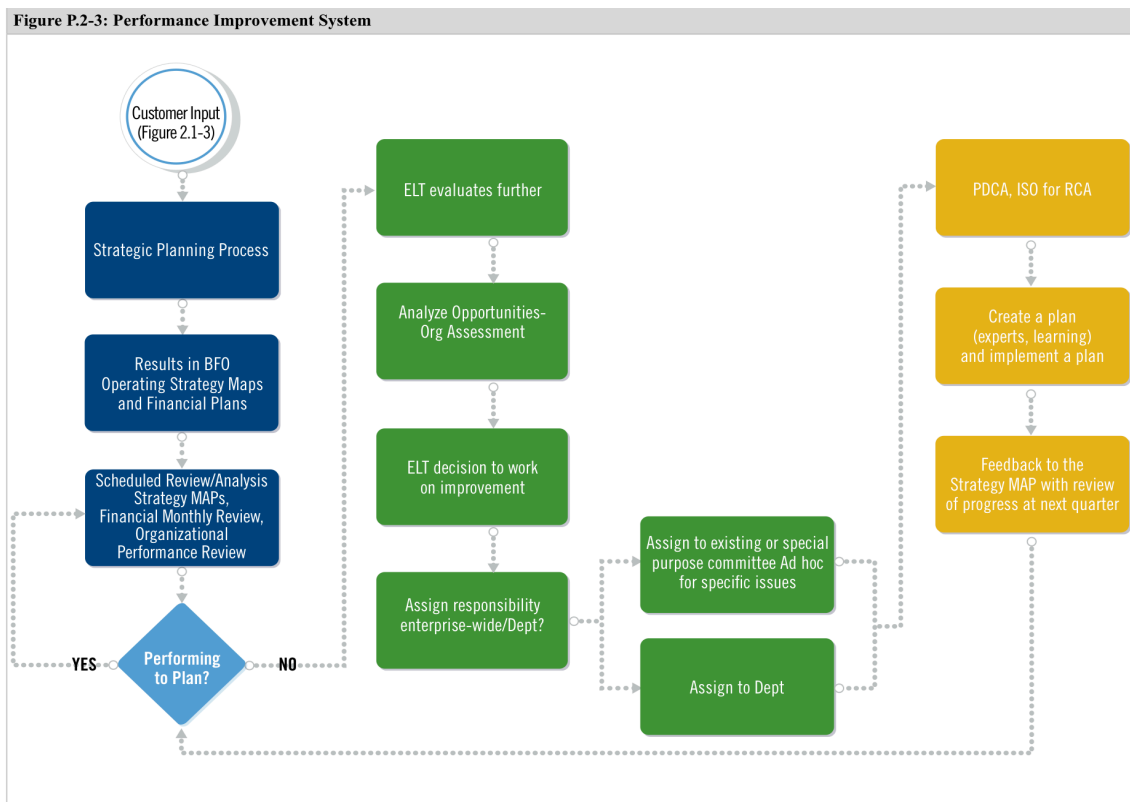 Figure P.2-3: Performance Improvement System
Customer Input
(Figure 2.1-3)
Strategic Planning Process
Results in BFO
Operating Strategy Maps
and Financial Plans
Scheduled Review/Analysis
Strategy MAPs,
Financial Monthly Review,
Organizational
Performance Review
Performing
to Plan?
YES
NO
ELT evaluates further
Analyze Opportunities-
Org Assessment
ELT decision to work
on improvement
Assign responsibility
enterprise-wide/Dept?
Assign to existing or special
purpose committee Ad hoc
for specific issues
Assign to Dept
PDCA, ISO for RCA
Create a plan
(experts, learning)
and implement a plan
Feedback to the
Strategy MAP with review
of progress at next quarter